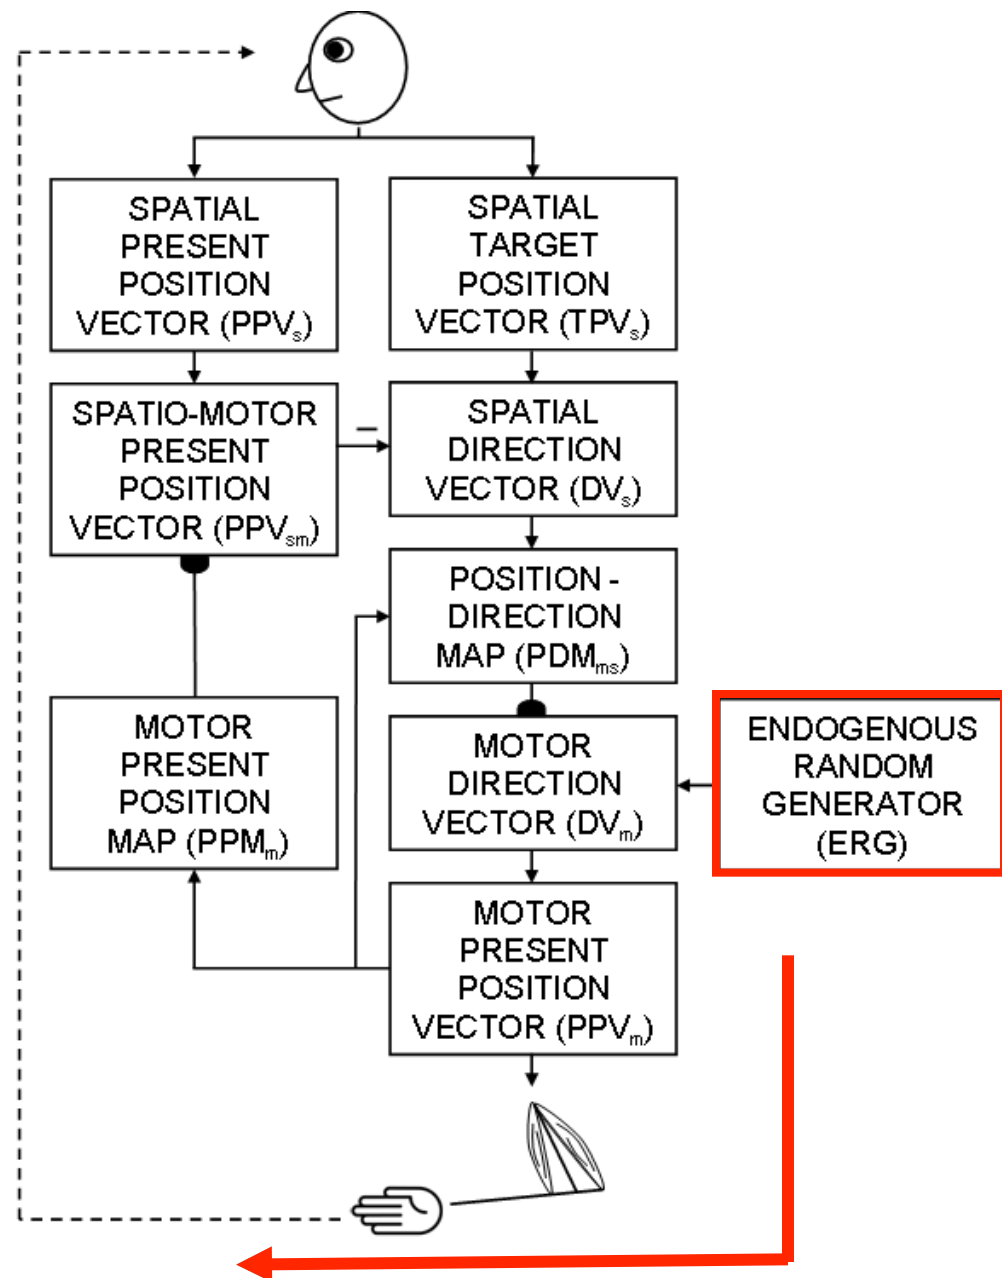 SPATIAL
PRESENT
POSITION
VECTOR (PPVs)
SPATIAL
TARGET
POSITION
VECTOR (TPVs)
SPATIO-MOTOR
PRESENT
POSITION
VECTOR (PPVsm)
–
SPATIAL
DIRECTION
VECTOR (DVs)
POSITION -
DIRECTION
MAP (PDMms)
MOTOR
PRESENT
POSITION
MAP (PPMm)
MOTOR
DIRECTION
VECTOR (DVm)
ENDOGENOUS
RANDOM
GENERATOR
(ERG)
MOTOR
PRESENT
POSITION
VECTOR (PPVm)